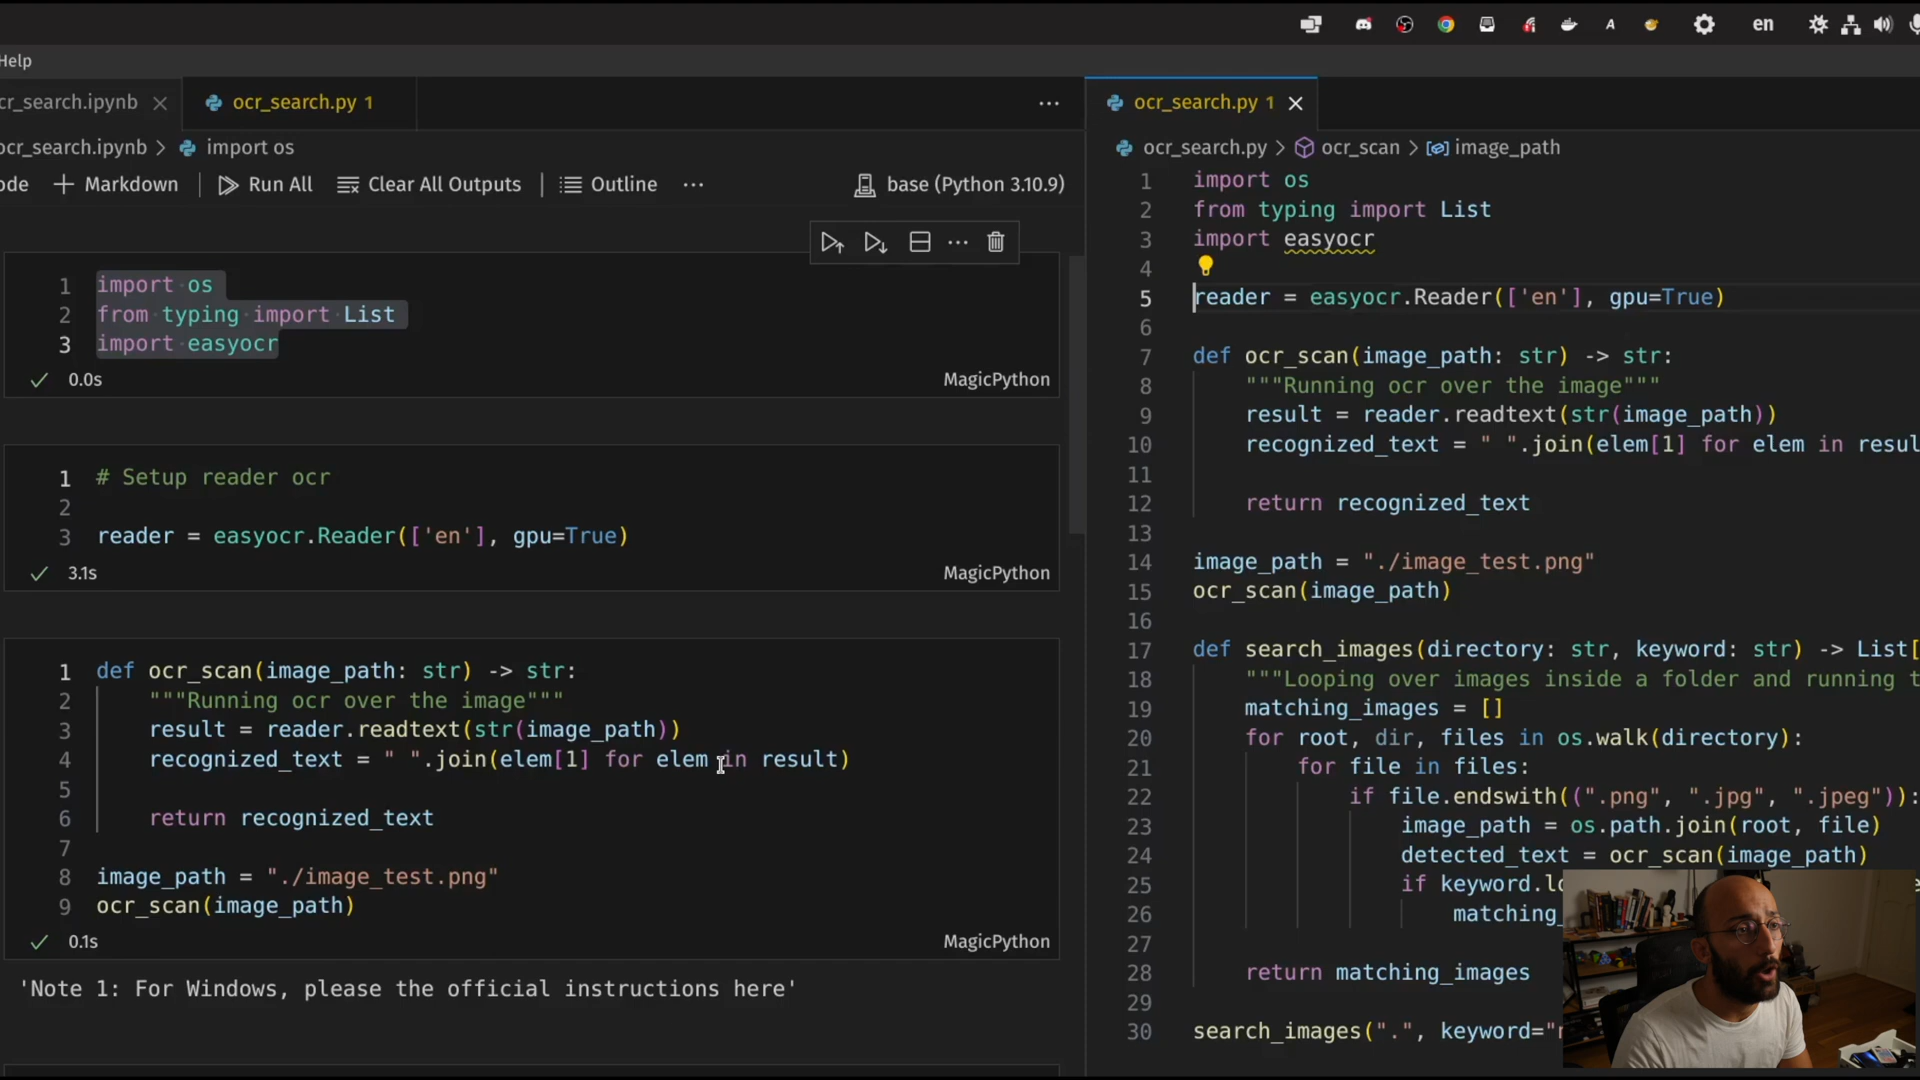 en
Help
cr_search.ipynb
ocr_search.py 1
ocr_search.ipynb > import os
ode + Markdown Run All Clear All Outputs Outline ... base (Python 3.10.9)
1 import os
2 from typing import List
3 import easyocr
0.0s MagicPython
1 # Setup reader ocr
2
3 reader = easyocr.Reader(['en'], gpu=True)
3.1s MagicPython
1 def ocr_scan(image_path: str) -> str:
2 """Running ocr over the image"""
3 result = reader.readtext(str(image_path))
4 recognized_text = " ".join(elem[1] for elem in result)
5
6 return recognized_text
7
8 image_path = "./image_test.png"
9 ocr_scan(image_path)
0.1s MagicPython
'Note 1: For Windows, please the official instructions here'
ocr_search.py 1
ocr_search.py > ocr_scan > image_path
1 import os
2 from typing import List
3 import easyocr
4
5 reader = easyocr.Reader(['en'], gpu=True)
6
7 def ocr_scan(image_path: str) -> str:
8 """Running ocr over the image"""
9 result = reader.readtext(str(image_path))
10 recognized_text = " ".join(elem[1] for elem in resul
11
12 return recognized_text
13
14 image_path = "./image_test.png"
15 ocr_scan(image_path)
16
17 def search_images(directory: str, keyword: str) -> List[
18 """Looping over images inside a folder and running t
19 matching_images = []
20 for root, dir, files in os.walk(directory):
21 for file in files:
22 if file.endswith((".png", ".jpg", ".jpeg")):
23 image_path = os.path.join(root, file)
24 detected_text = ocr_scan(image_path)
25 if keyword.lo
26 matching_
27
28 return matching_images
29
30 search_images(".", keyword="